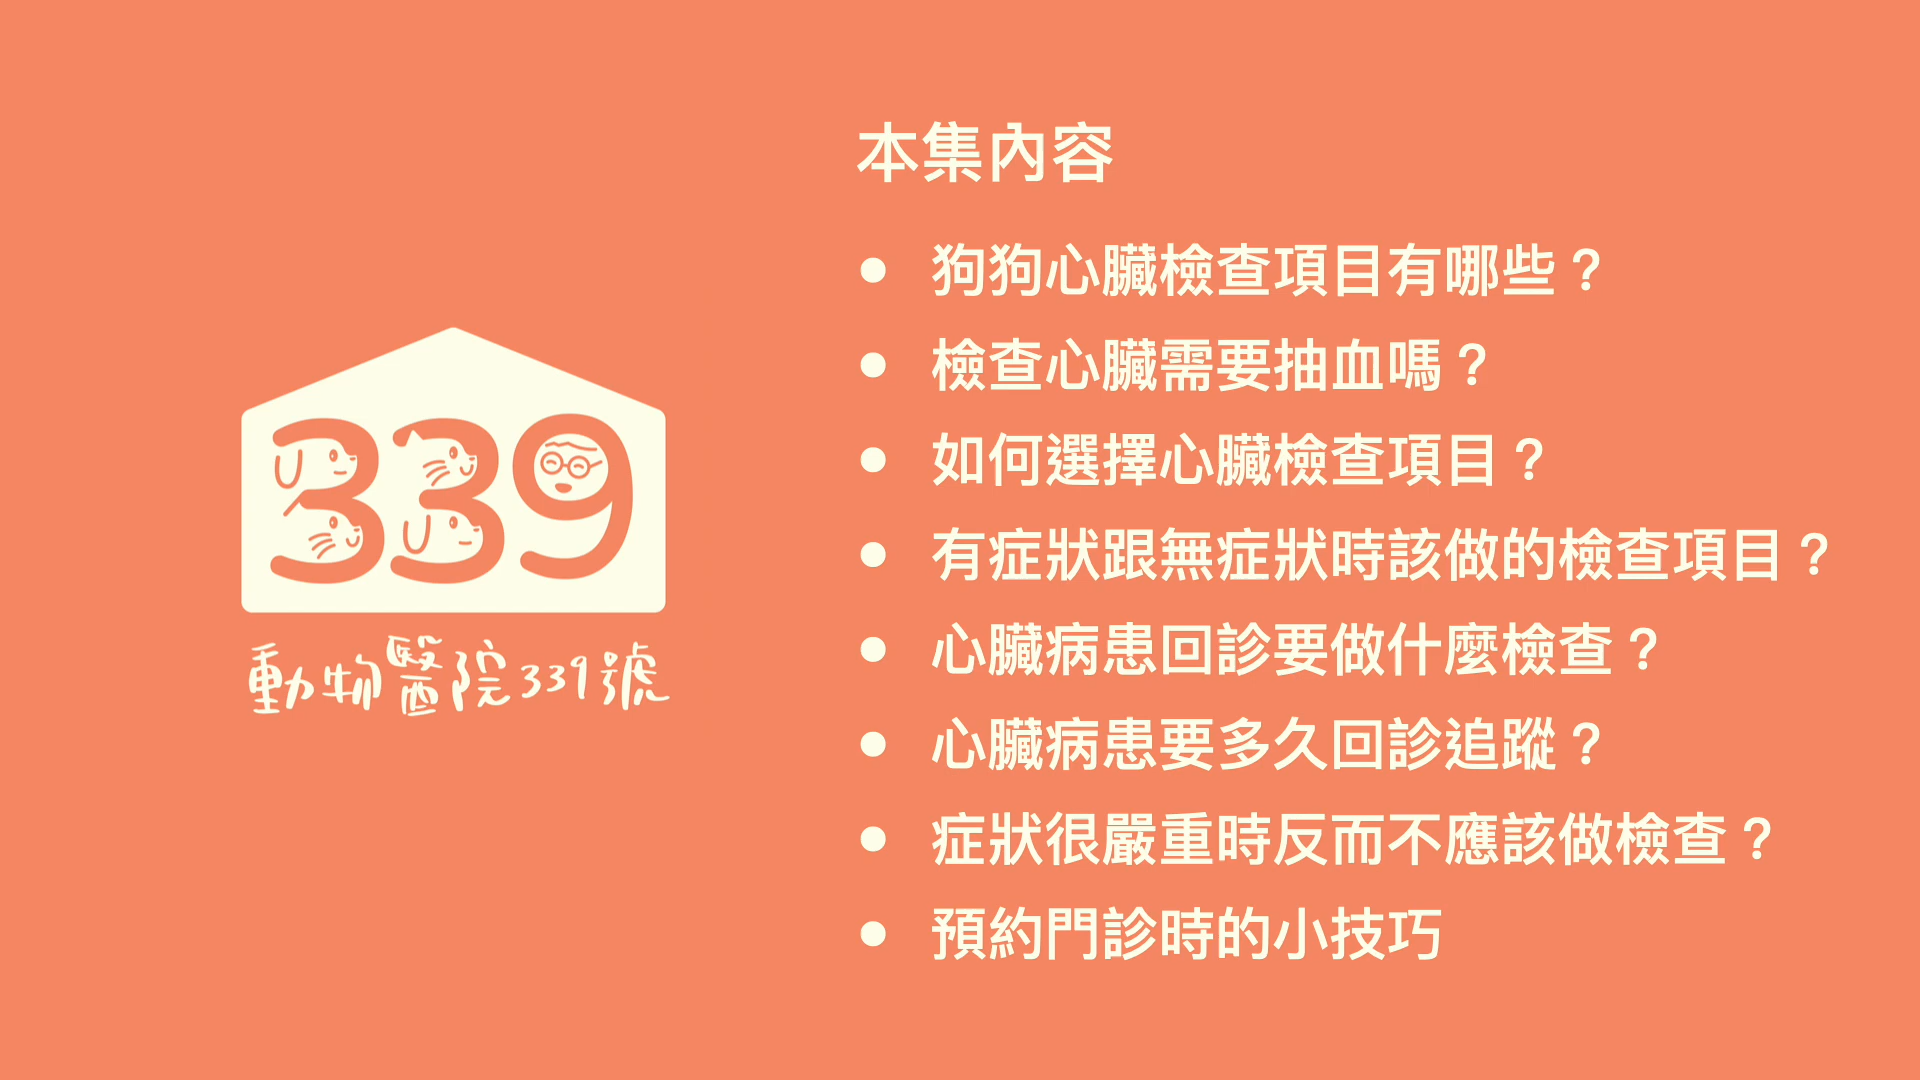 本集內容
● 狗狗心臟檢查項目有哪些？
● 檢查心臟需要抽血嗎？
● 如何選擇心臟檢查項目？
● 有症狀跟無症狀時該做的檢查項目？
● 心臟病患回診要做什麼檢查？
● 心臟病患要多久回診追蹤？
● 症狀很嚴重時反而不應該做檢查？
● 預約門診時的小技巧
339
動物醫院339號